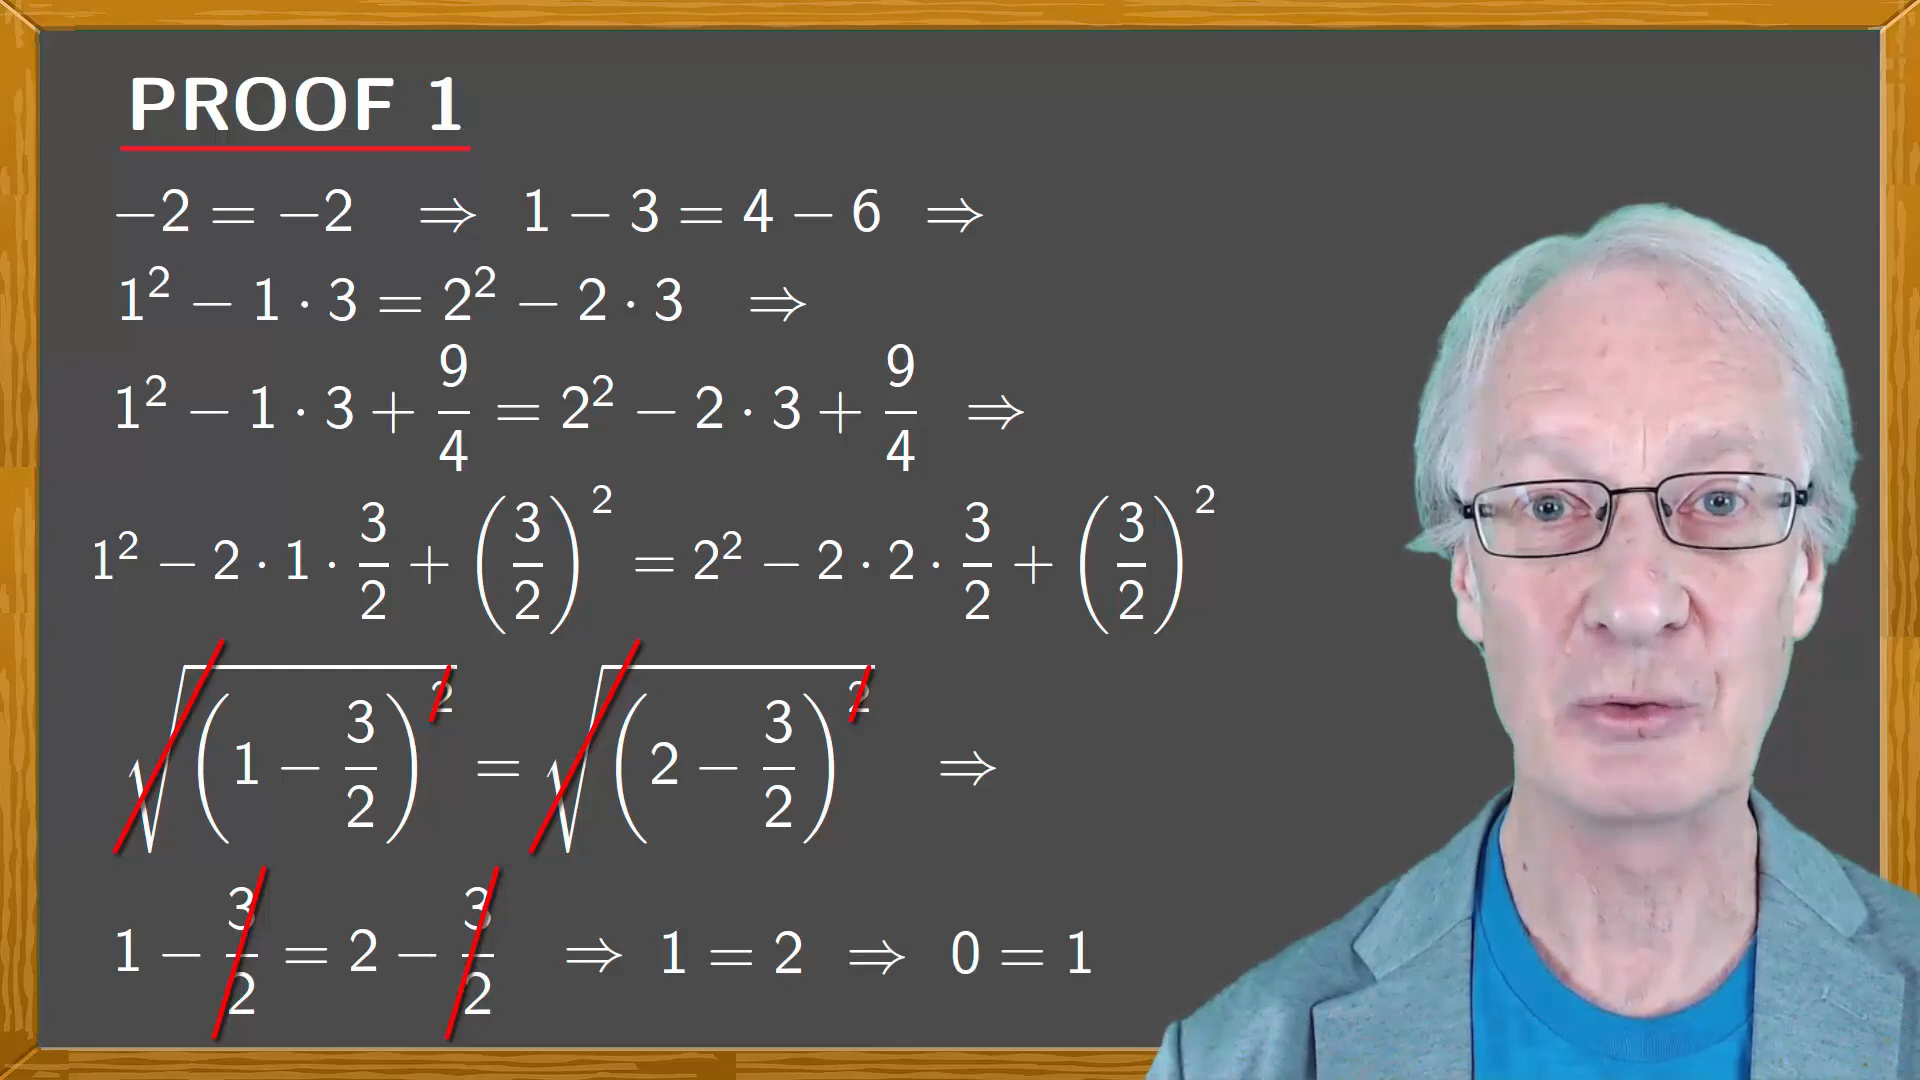 PROOF 1
−2 = −2 ⇒ 1 − 3 = 4 − 6 ⇒
1² − 1 · 3 = 2² − 2 · 3 ⇒
1² − 1 · 3 + 9/4 = 2² − 2 · 3 + 9/4 ⇒
1² − 2 · 1 · 3/2 + (3/2)² = 2² − 2 · 2 · 3/2 + (3/2)²
√(1 − 3/2)² = √(2 − 3/2)² ⇒
1 − 3/2 = 2 − 3/2 ⇒ 1 = 2 ⇒ 0 = 1